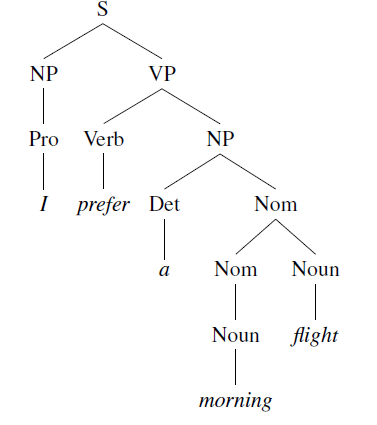 S
NP VP
Pro Verb NP
I prefer Det Nom
a Nom Noun
Noun flight
morning